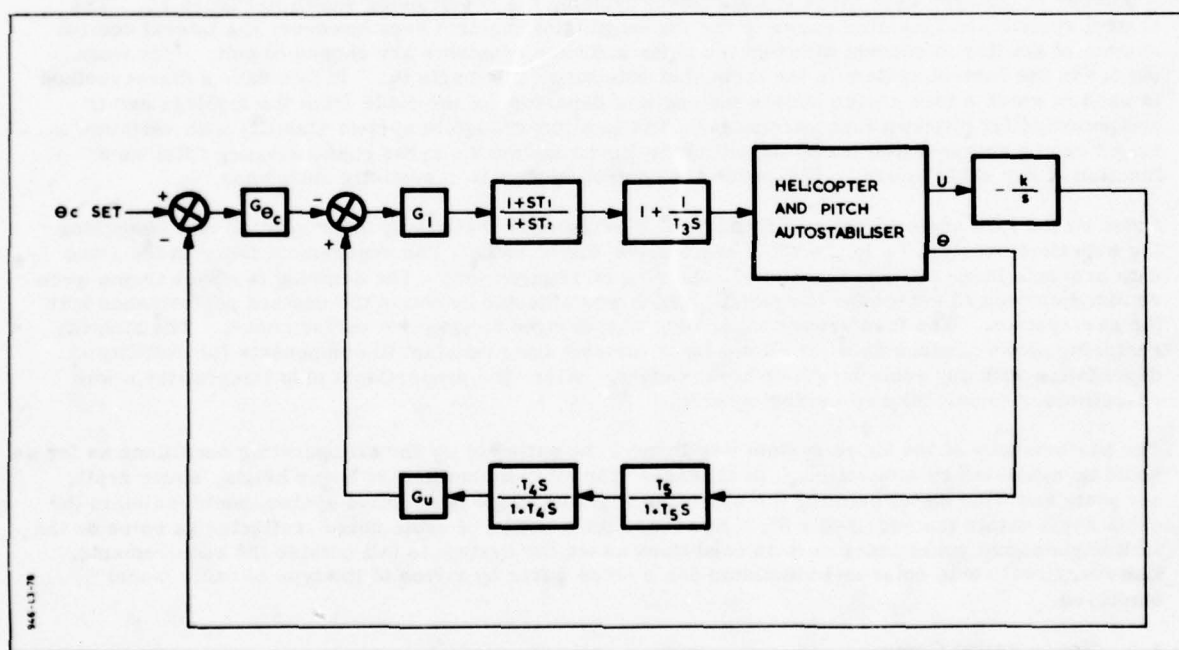 HELICOPTER
AND PITCH
AUTOSTABILISER
U
Θ
- k
s
Θc SET
+
-
GΘc
-
+
G₁
1+ST₁
1+ST₂
1 + 1
T₃S
Gu
T₄S
1+T₄S
T5
1+T₅S